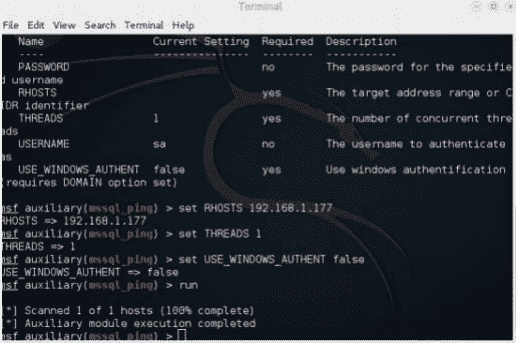 Terminal
File Edit View Search Terminal Help
Name Current Setting Required Description
---- --------------- -------- -----------
PASSWORD no The password for the specifie
d username
RHOSTS yes The target address range or C
IDR identifier
THREADS 1 yes The number of concurrent thre
ads
USERNAME sa no The username to authenticate
as
USE_WINDOWS_AUTHENT false yes Use windows authentification
(requires DOMAIN option set)
msf auxiliary(mssql_ping) > set RHOSTS 192.168.1.177
RHOSTS => 192.168.1.177
msf auxiliary(mssql_ping) > set THREADS 1
THREADS => 1
msf auxiliary(mssql_ping) > set USE_WINDOWS_AUTHENT false
USE_WINDOWS_AUTHENT => false
msf auxiliary(mssql_ping) > run
[*] Scanned 1 of 1 hosts (100% complete)
[*] Auxiliary module execution completed
msf auxiliary(mssql_ping) >